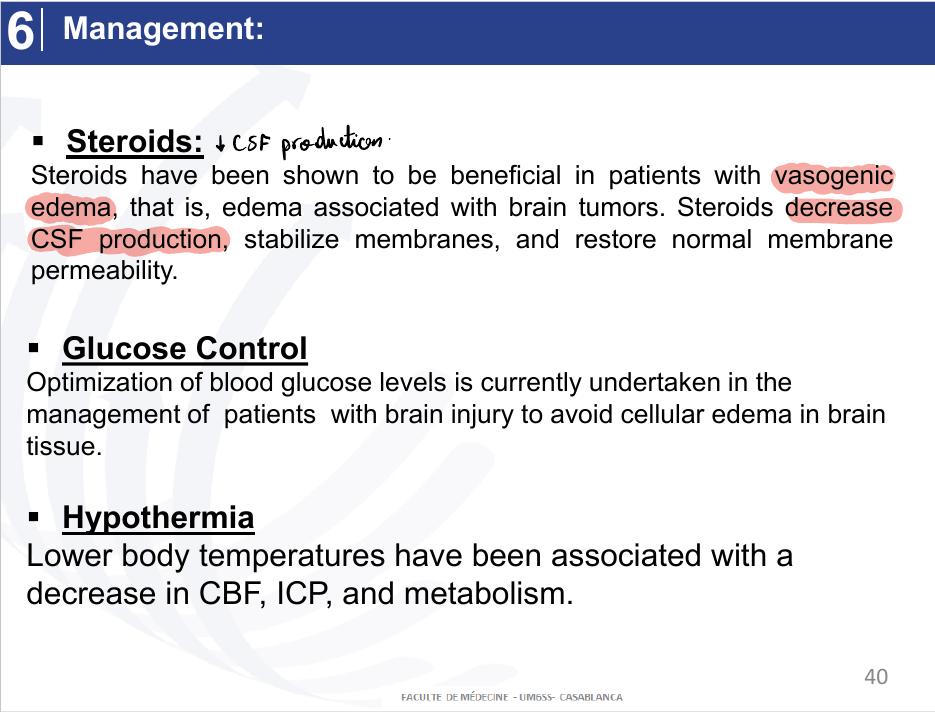 6 Management:
▪ Steroids: ↓ CSF production.
Steroids have been shown to be beneficial in patients with vasogenic
edema, that is, edema associated with brain tumors. Steroids decrease
CSF production, stabilize membranes, and restore normal membrane
permeability.
▪ Glucose Control
Optimization of blood glucose levels is currently undertaken in the
management of patients with brain injury to avoid cellular edema in brain
tissue.
▪ Hypothermia
Lower body temperatures have been associated with a
decrease in CBF, ICP, and metabolism.
40
FACULTE DE MÉDECINE - UM6SS- CASABLANCA